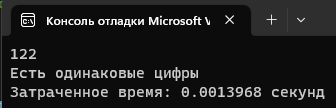 Консоль отладки Microsoft V
122
Есть одинаковые цифры
Затраченное время: 0.0013968 секунд